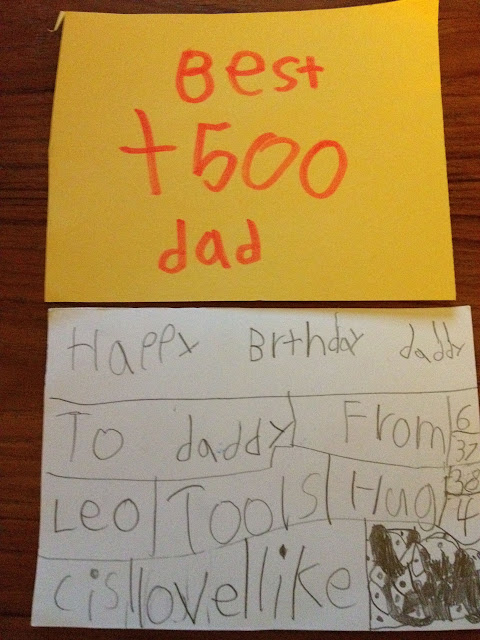 Best
+500
dad
Happy Brthday daddy
To daddy From 6
37
Leo Tools Hug 38
4
cis love like